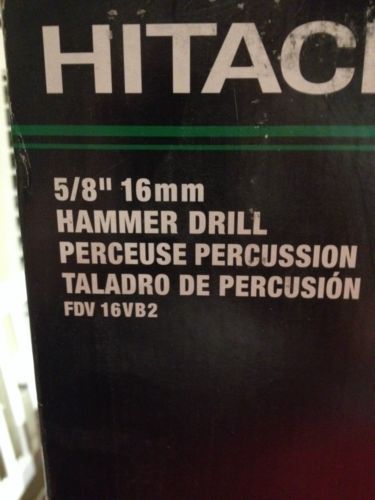 HITAC
5/8" 16mm
HAMMER DRILL
PERCEUSE PERCUSSION
TALADRO DE PERCUSIÓN
FDV 16VB2